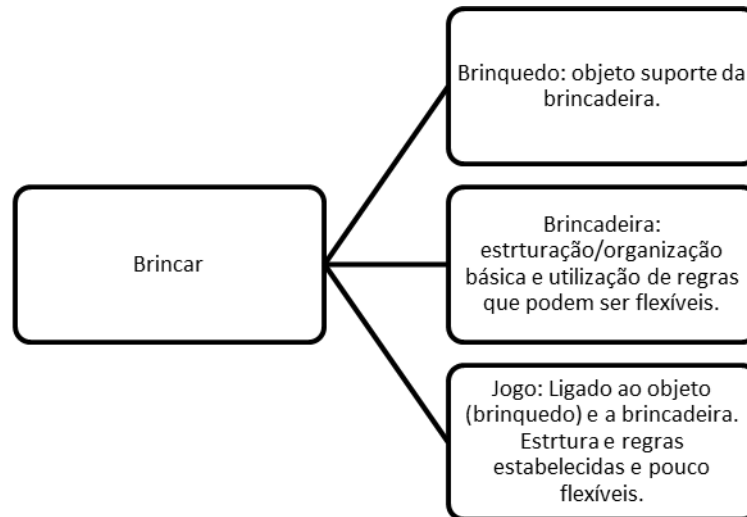 Brinquedo: objeto suporte da
brincadeira.
Brincar
Brincadeira:
estrturação/organização
básica e utilização de regras
que podem ser flexíveis.
Jogo: Ligado ao objeto
(brinquedo) e a brincadeira.
Estrtura e regras
estabelecidas e pouco
flexíveis.